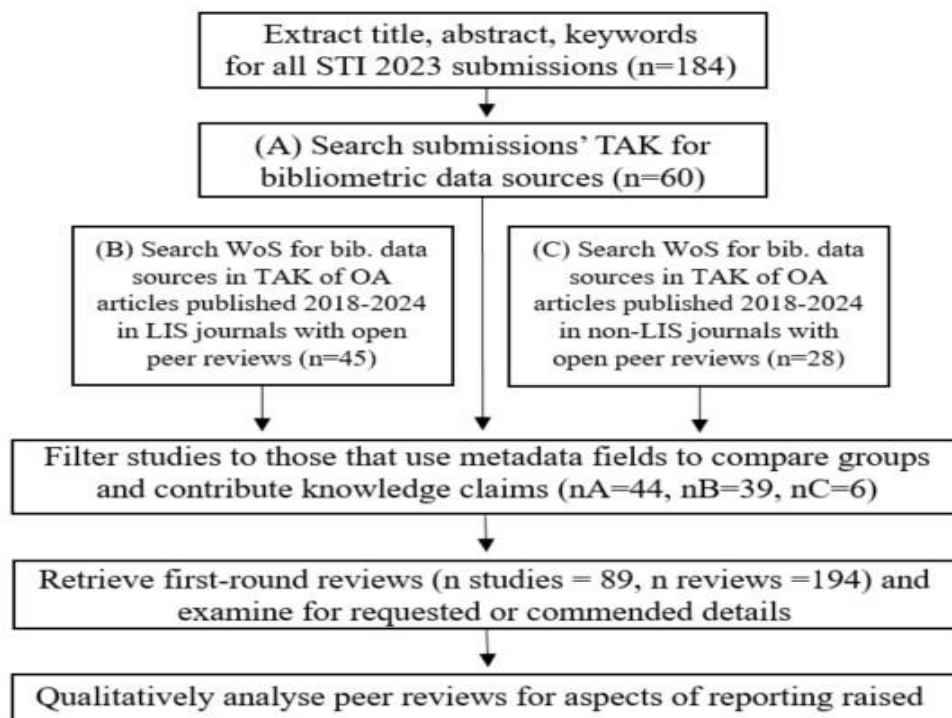 Extract title, abstract, keywords
for all STI 2023 submissions (n=184)
(A) Search submissions’ TAK for
bibliometric data sources (n=60)
(B) Search WoS for bib. data
sources in TAK of OA
articles published 2018-2024
in LIS journals with open
peer reviews (n=45)
(C) Search WoS for bib. data
sources in TAK of OA
articles published 2018-2024
in non-LIS journals with
open peer reviews (n=28)
Filter studies to those that use metadata fields to compare groups
and contribute knowledge claims (nA=44, nB=39, nC=6)
Retrieve first-round reviews (n studies = 89, n reviews =194) and
examine for requested or commended details
Qualitatively analyse peer reviews for aspects of reporting raised